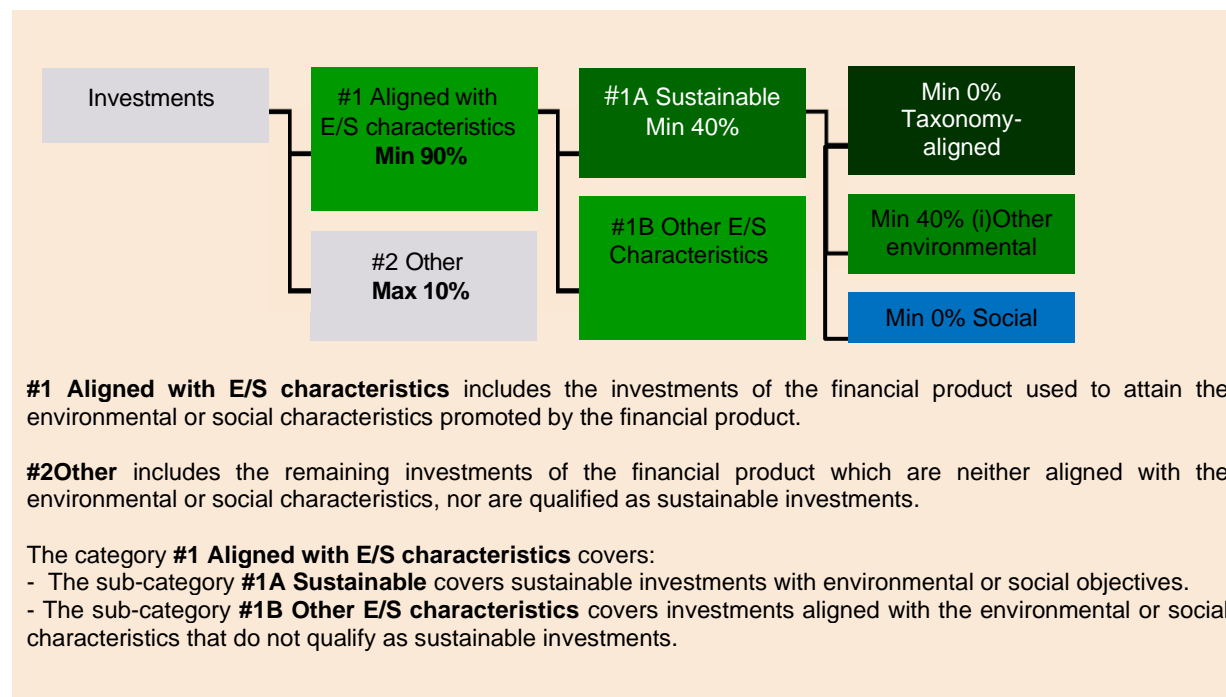 Investments
#1 Aligned with
E/S characteristics
Min 90%
#2 Other
Max 10%
#1A Sustainable
Min 40%
#1B Other E/S
Characteristics
Min 0%
Taxonomy-
aligned
Min 40% (i)Other
environmental
Min 0% Social
#1 Aligned with E/S characteristics includes the investments of the financial product used to attain the
environmental or social characteristics promoted by the financial product.
#2Other includes the remaining investments of the financial product which are neither aligned with the
environmental or social characteristics, nor are qualified as sustainable investments.
The category #1 Aligned with E/S characteristics covers:
- The sub-category #1A Sustainable covers sustainable investments with environmental or social objectives.
- The sub-category #1B Other E/S characteristics covers investments aligned with the environmental or social
characteristics that do not qualify as sustainable investments.